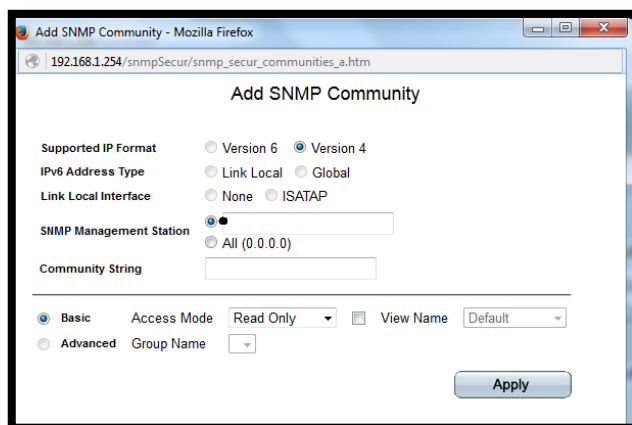 Add SNMP Community - Mozilla Firefox
192.168.1.254/snmpSecur/snmp_secur_communities_a.htm
Add SNMP Community
Supported IP Format Version 6 Version 4
IPv6 Address Type Link Local Global
Link Local Interface None ISATAP
SNMP Management Station
All (0.0.0.0)
Community String
Basic Access Mode Read Only View Name Default
Advanced Group Name
Apply